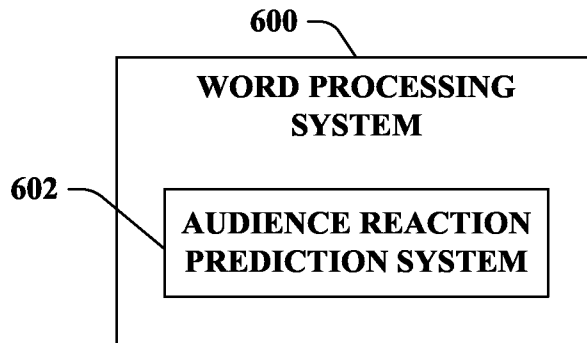 600
WORD PROCESSING
SYSTEM
602
AUDIENCE REACTION
PREDICTION SYSTEM